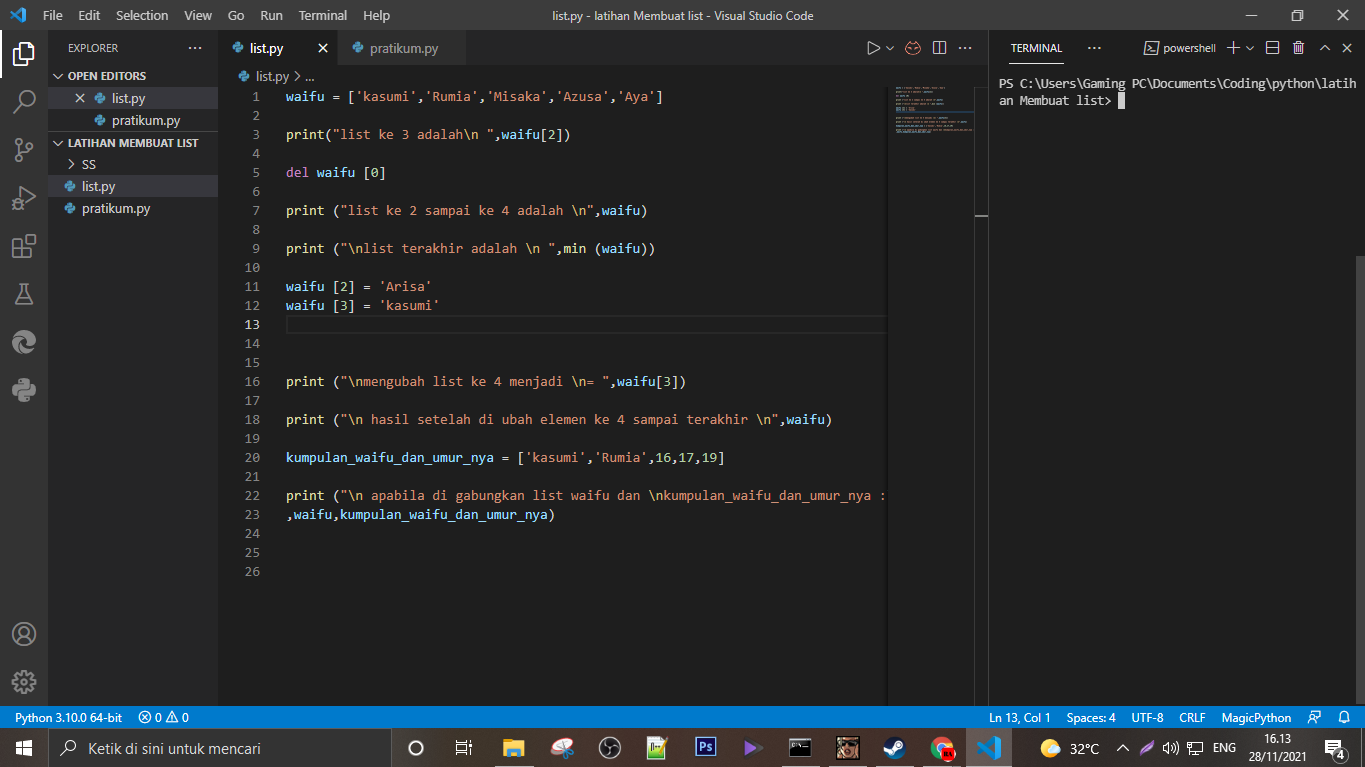 File Edit Selection View Go Run Terminal Help list.py - latihan Membuat list - Visual Studio Code
EXPLORER
OPEN EDITORS
list.py
pratikum.py
LATIHAN MEMBUAT LIST
SS
list.py
pratikum.py
list.py pratikum.py
list.py > ...
1 waifu = ['kasumi','Rumia','Misaka','Azusa','Aya']
2
3 print("list ke 3 adalah\n ",waifu[2])
4
5 del waifu [0]
6
7 print ("list ke 2 sampai ke 4 adalah \n",waifu)
8
9 print ("\nlist terakhir adalah \n ",min (waifu))
10
11 waifu [2] = 'Arisa'
12 waifu [3] = 'kasumi'
13
14
15
16 print ("\nmengubah list ke 4 menjadi \n= ",waifu[3])
17
18 print ("\n hasil setelah di ubah elemen ke 4 sampai terakhir \n",waifu)
19
20 kumpulan_waifu_dan_umur_nya = ['kasumi','Rumia',16,17,19]
21
22 print ("\n apabila di gabungkan list waifu dan \nkumpulan_waifu_dan_umur_nya :
23 ,waifu,kumpulan_waifu_dan_umur_nya)
24
25
26
TERMINAL ... powershell
PS C:\Users\Gaming PC\Documents\Coding\python\latih
an Membuat list>
Python 3.10.0 64-bit 0 0 Ln 13, Col 1 Spaces: 4 UTF-8 CRLF MagicPython
Ketik di sini untuk mencari
Ps
32°C ENG
16.13
28/11/2021
4